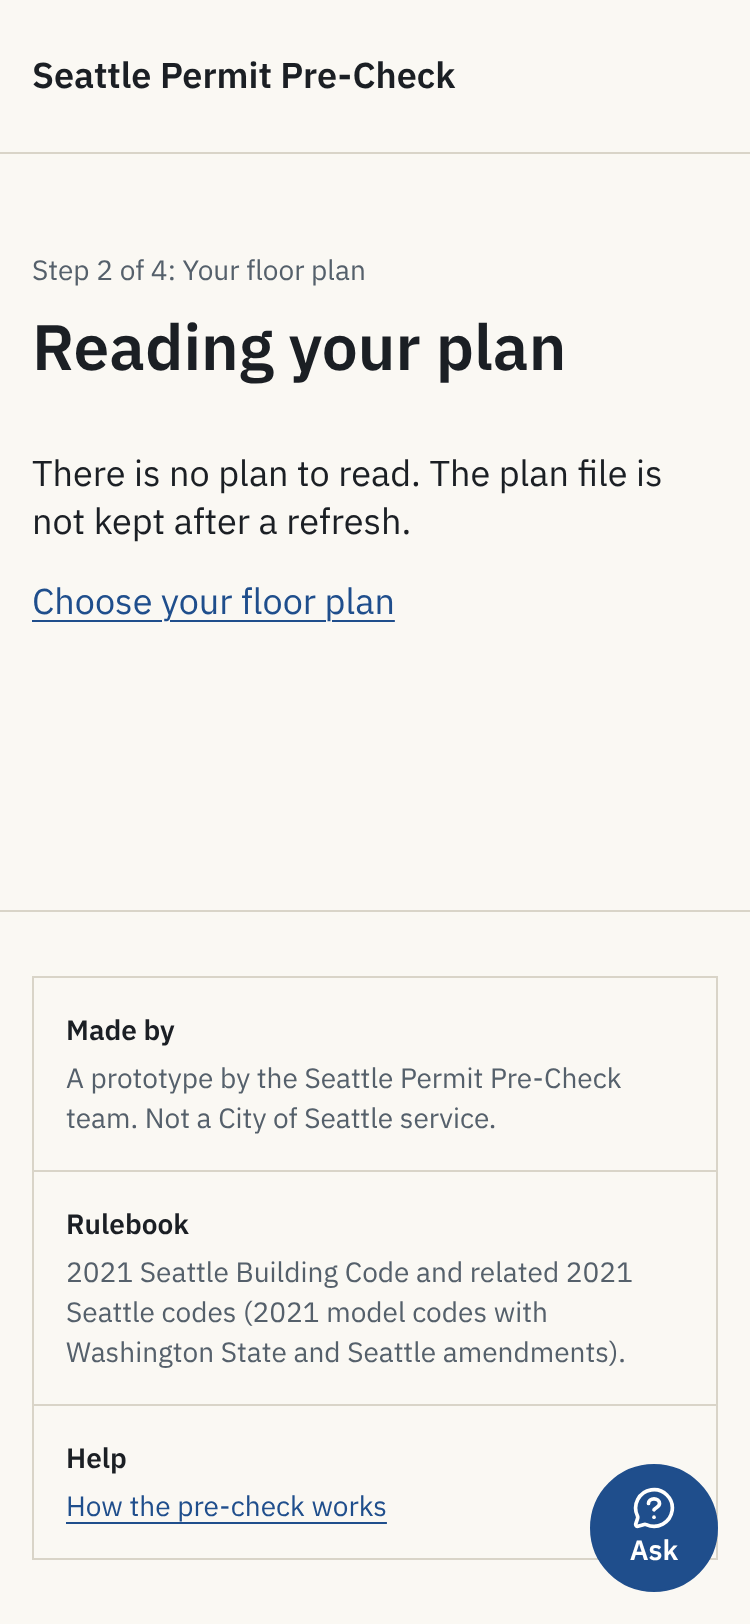 Seattle Permit Pre-Check
Step 2 of 4: Your floor plan
Reading your plan
There is no plan to read. The plan file is
not kept after a refresh.
Choose your floor plan
Made by
A prototype by the Seattle Permit Pre-Check
team. Not a City of Seattle service.
Rulebook
2021 Seattle Building Code and related 2021
Seattle codes (2021 model codes with
Washington State and Seattle amendments).
Help
How the pre-check works
Ask